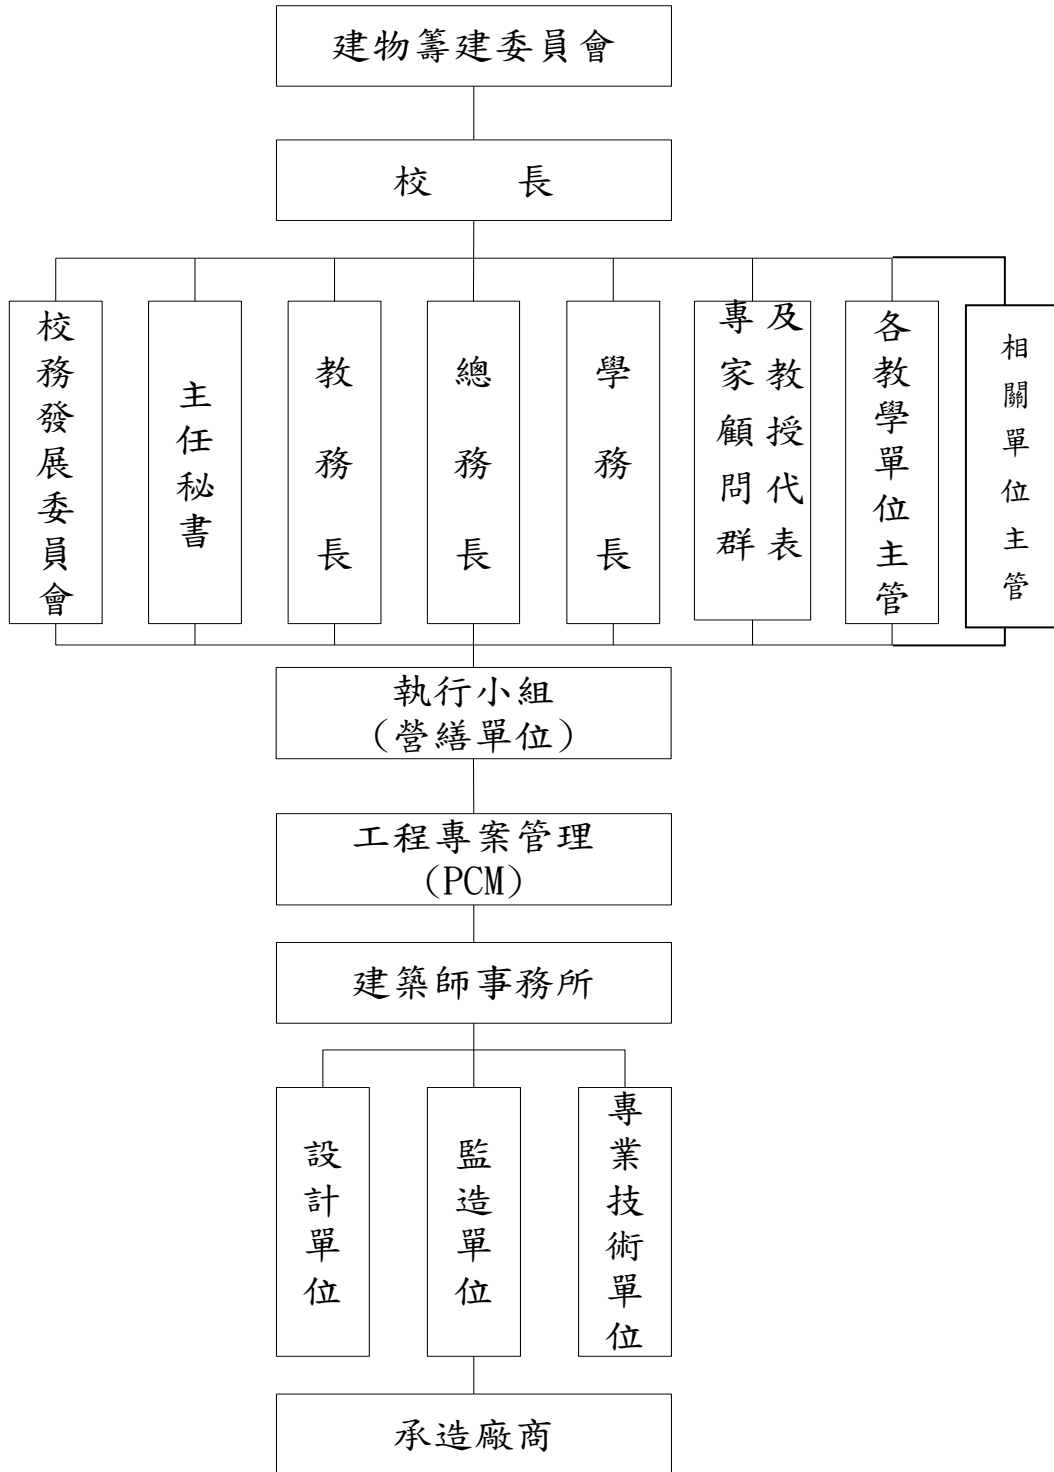 建物籌建委員會
校 長
校務發展委員會
主任秘書
教務長
總務長
學務長
專家顧問群
及教授代表
各教學單位主管
相關單位主管
執行小組
(營繕單位)
工程專案管理
(PCM)
建築師事務所
設計單位
監造單位
專業技術單位
承造廠商